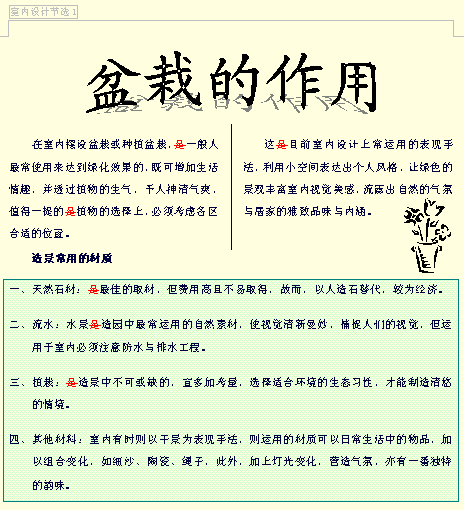 室内设计节选 1
盆栽的作用
在室内摆设盆栽或种植盆栽,是一般人
最常使用来达到绿化效果的,既可增加生活
情趣,并透过植物的生气,予人神清气爽,
值得一提的是植物的选择上,必须考虑各区
合适的位置。
这是目前室内设计上常运用的表现手
法,利用小空间表达出个人风格,让绿色的
景观丰富室内视觉美感,流露出自然的气氛
与居家的雅致品味与内涵。
造景常用的材质
一、天然石材:是最佳的取材,但费用高且不易取得,故而,以人造石替代,较为经济。
二、流水:水景是造园中最常运用的自然素材,使视觉清新曼妙,捕捉人们的视觉,但运
用于室内必须注意防水与排水工程。
三、植栽:是造景中不可或缺的,宜多加考量,选择适合环境的生态习性,才能制造清悠
的情境。
四、其他材料:室内有时则以干景为表现手法,则运用的材质可以日常生活中的物品,加
以组合变化,如细沙、陶瓷、绳子,此外,加上灯光变化,营造气氛,亦有一番独特
的韵味。